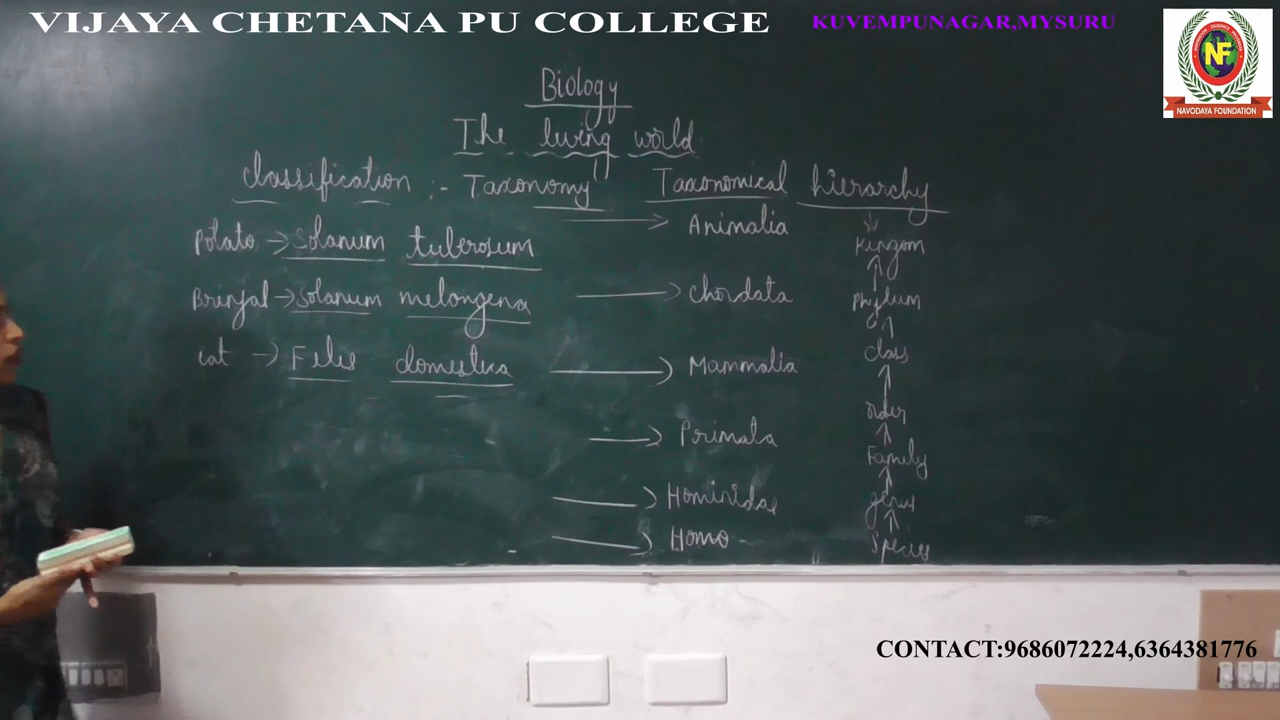 VIJAYA CHETANA PU COLLEGE KUVEMPUNAGAR,MYSURU
NF
NAVODAYA FOUNDATION
Biology
The living world
Classification :- Taxonomy Taxonomical hierarchy
→ Animalia
Kingom
Potato → Solanum tuberosum
Brinjal → Solanum melongena → Chordata
Phylum
Cat → Felis domestica → Mammalia
Class
Order
→ Primata
Family
→ Hominidae
genus
→ Homo
Species
CONTACT:9686072224,6364381776